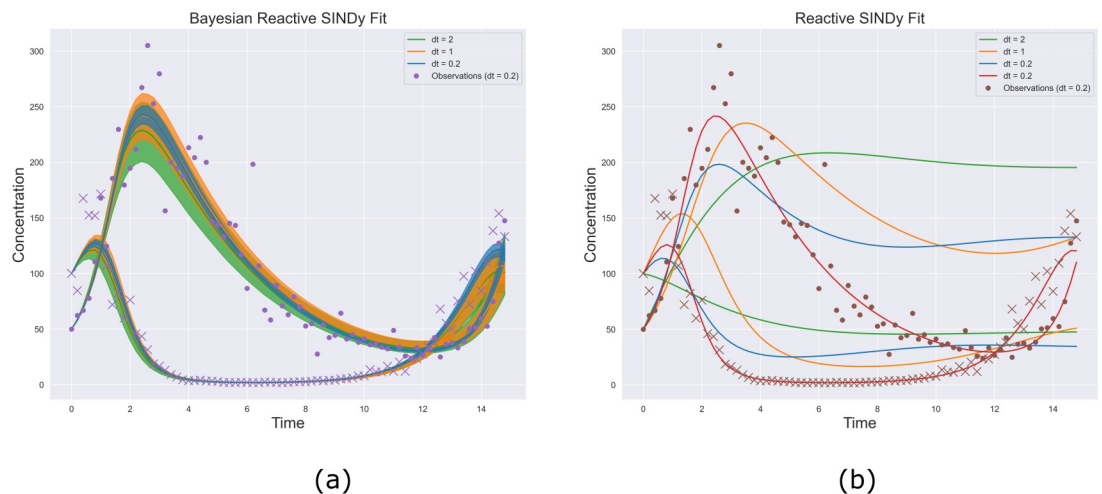 Bayesian Reactive SINDy Fit
300
250
200
150
100
50
0
Concentration
dt = 2
dt = 1
dt = 0.2
Observations (dt = 0.2)
0
2
4
6
8
10
12
14
Time
(a)
Reactive SINDy Fit
300
250
200
150
100
50
0
Concentration
dt = 2
dt = 1
dt = 0.2
dt = 0.2
Observations (dt = 0.2)
0
2
4
6
8
10
12
14
Time
(b)